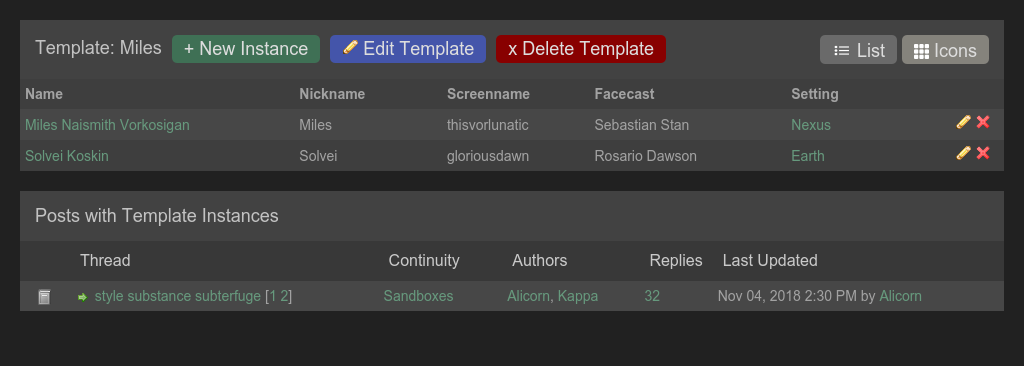 Template: Miles + New Instance Edit Template x Delete Template List Icons
Name Nickname Screenname Facecast Setting
Miles Naismith Vorkosigan Miles thisvorlunatic Sebastian Stan Nexus
Solvei Koskin Solvei gloriousdawn Rosario Dawson Earth
Posts with Template Instances
Thread Continuity Authors Replies Last Updated
style substance subterfuge [1 2] Sandboxes Alicorn, Kappa 32 Nov 04, 2018 2:30 PM by Alicorn